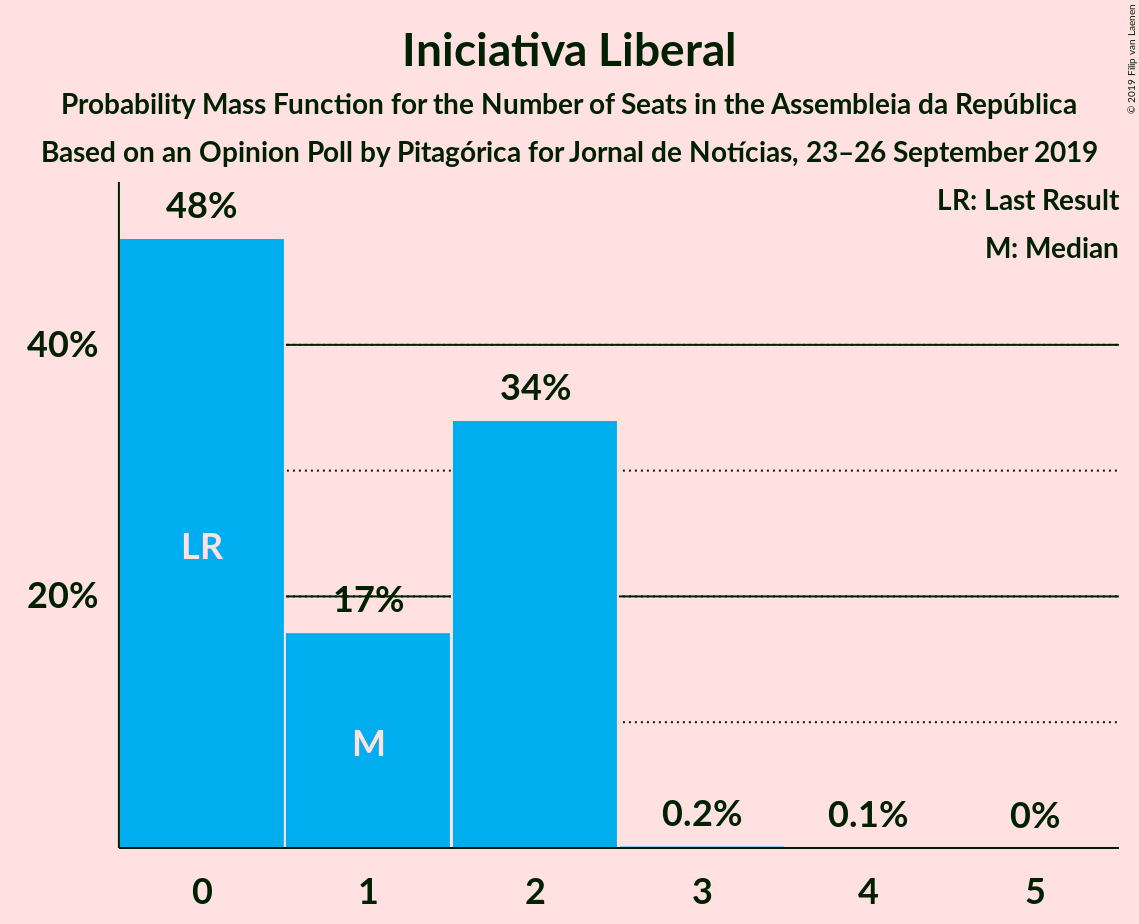 Iniciativa Liberal
Probability Mass Function for the Number of Seats in the Assembleia da República
Based on an Opinion Poll by Pitagórica for Jornal de Notícias, 23–26 September 2019
© 2019 Filip van Laenen
LR: Last Result
M: Median
48%
40%
34%
LR
20%
17%
M
0.2%
0.1%
0%
0 1 2 3 4 5